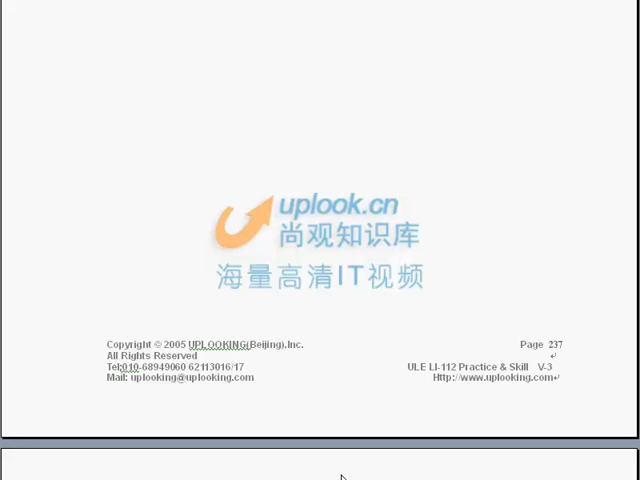 uplook.cn
尚观知识库
海量高清IT视频
Copyright © 2005 UPLOOKING(Beijing),Inc. Page 237
All Rights Reserved
Tel;010-68949060 62113016/17 ULE LI-112 Practice & Skill V-3
Mail: uplooking@uplooking.com Http://www.uplooking.com